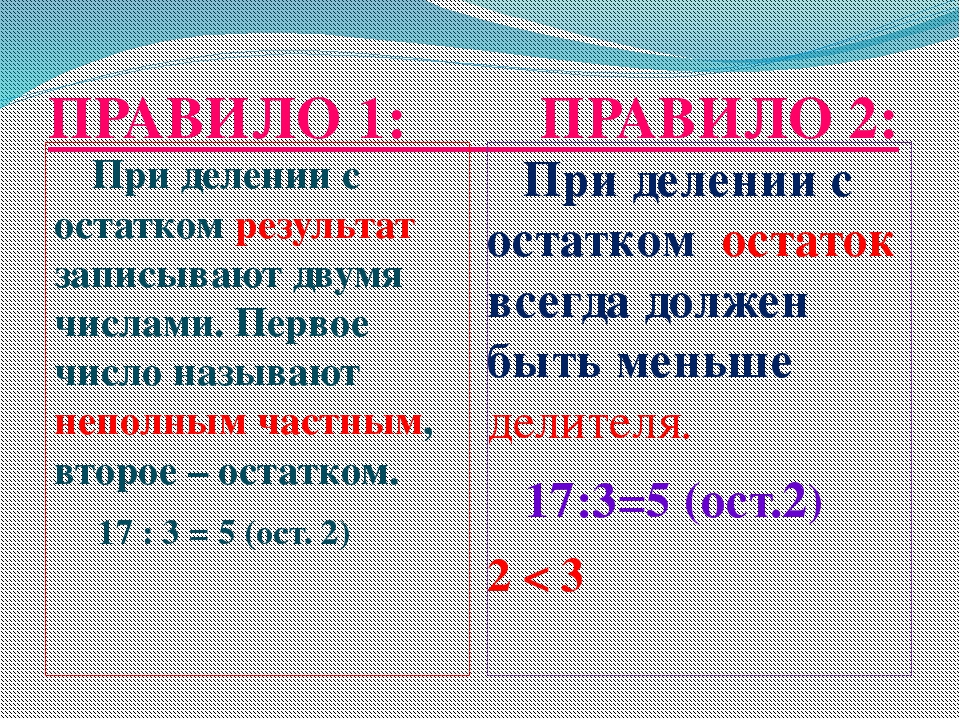 ПРАВИЛО 1:
При делении с
остатком результат
записывают двумя
числами. Первое
число называют
неполным частным,
второе – остатком.
17 : 3 = 5 (ост. 2)
ПРАВИЛО 2:
При делении с
остатком остаток
всегда должен
быть меньше
делителя.
17:3=5 (ост.2)
2 < 3